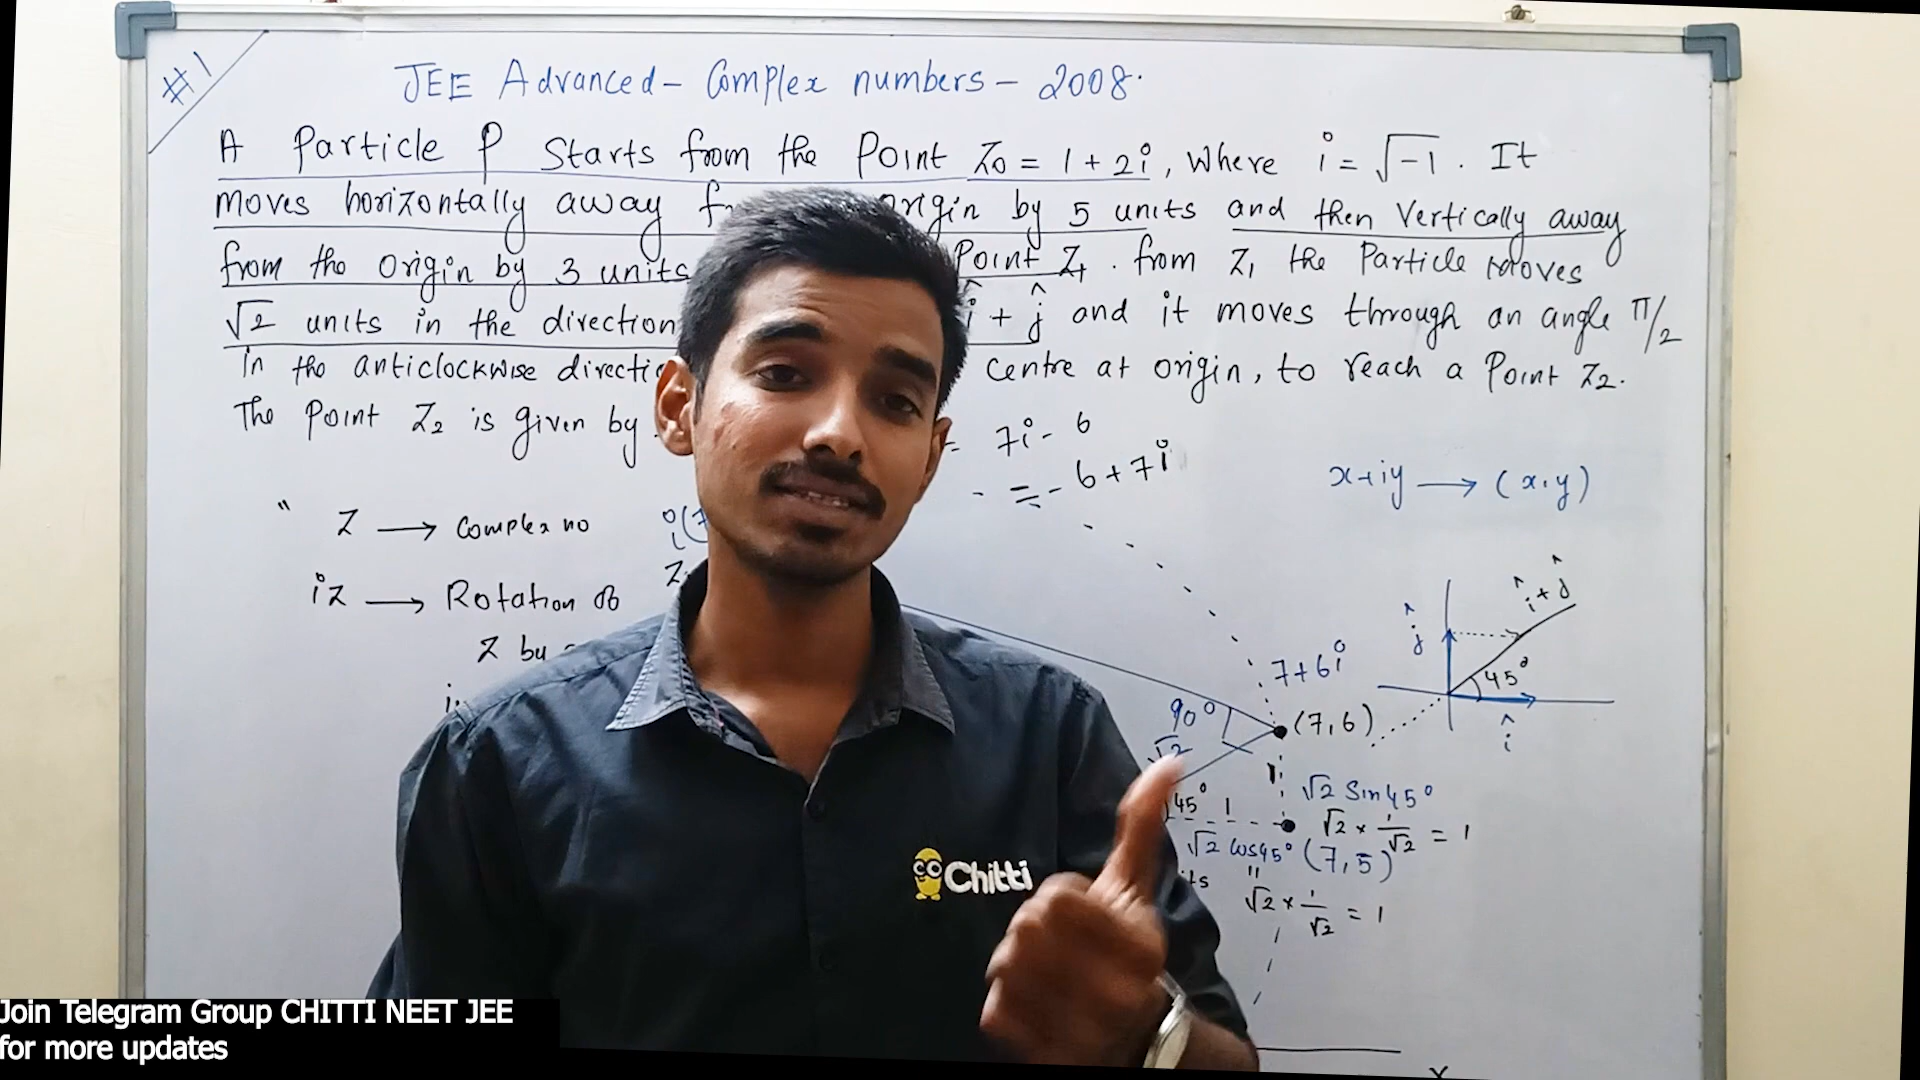 #1
JEE Advanced - Complex numbers - 2008.
A Particle P Starts from the Point Z0 = 1 + 2i, Where i = √-1. It
moves horizontally away origin by 5 units and then Vertically away
from the Origin by 3 units Point Z1. from Z1 the Particle moves
√2 units in the direction î + ĵ and it moves through an angle π/2
in the anticlockwise centre at origin, to reach a Point Z2.
The Point Z2 is given by
= 7i - 6
= -6 + 7i
x+iy → (x,y)
" Z → Complex no
iZ → Rotation Of
Z by
î + ĵ
ĵ
45°
î
7+6i
90°
(7,6)
√2
45° 1
1
√2 Sin45°
√2 × 1/√2 = 1
√2 cos45° (7,5)
"
√2 × 1/√2 = 1
Chitti
Join Telegram Group CHITTI NEET JEE
for more updates